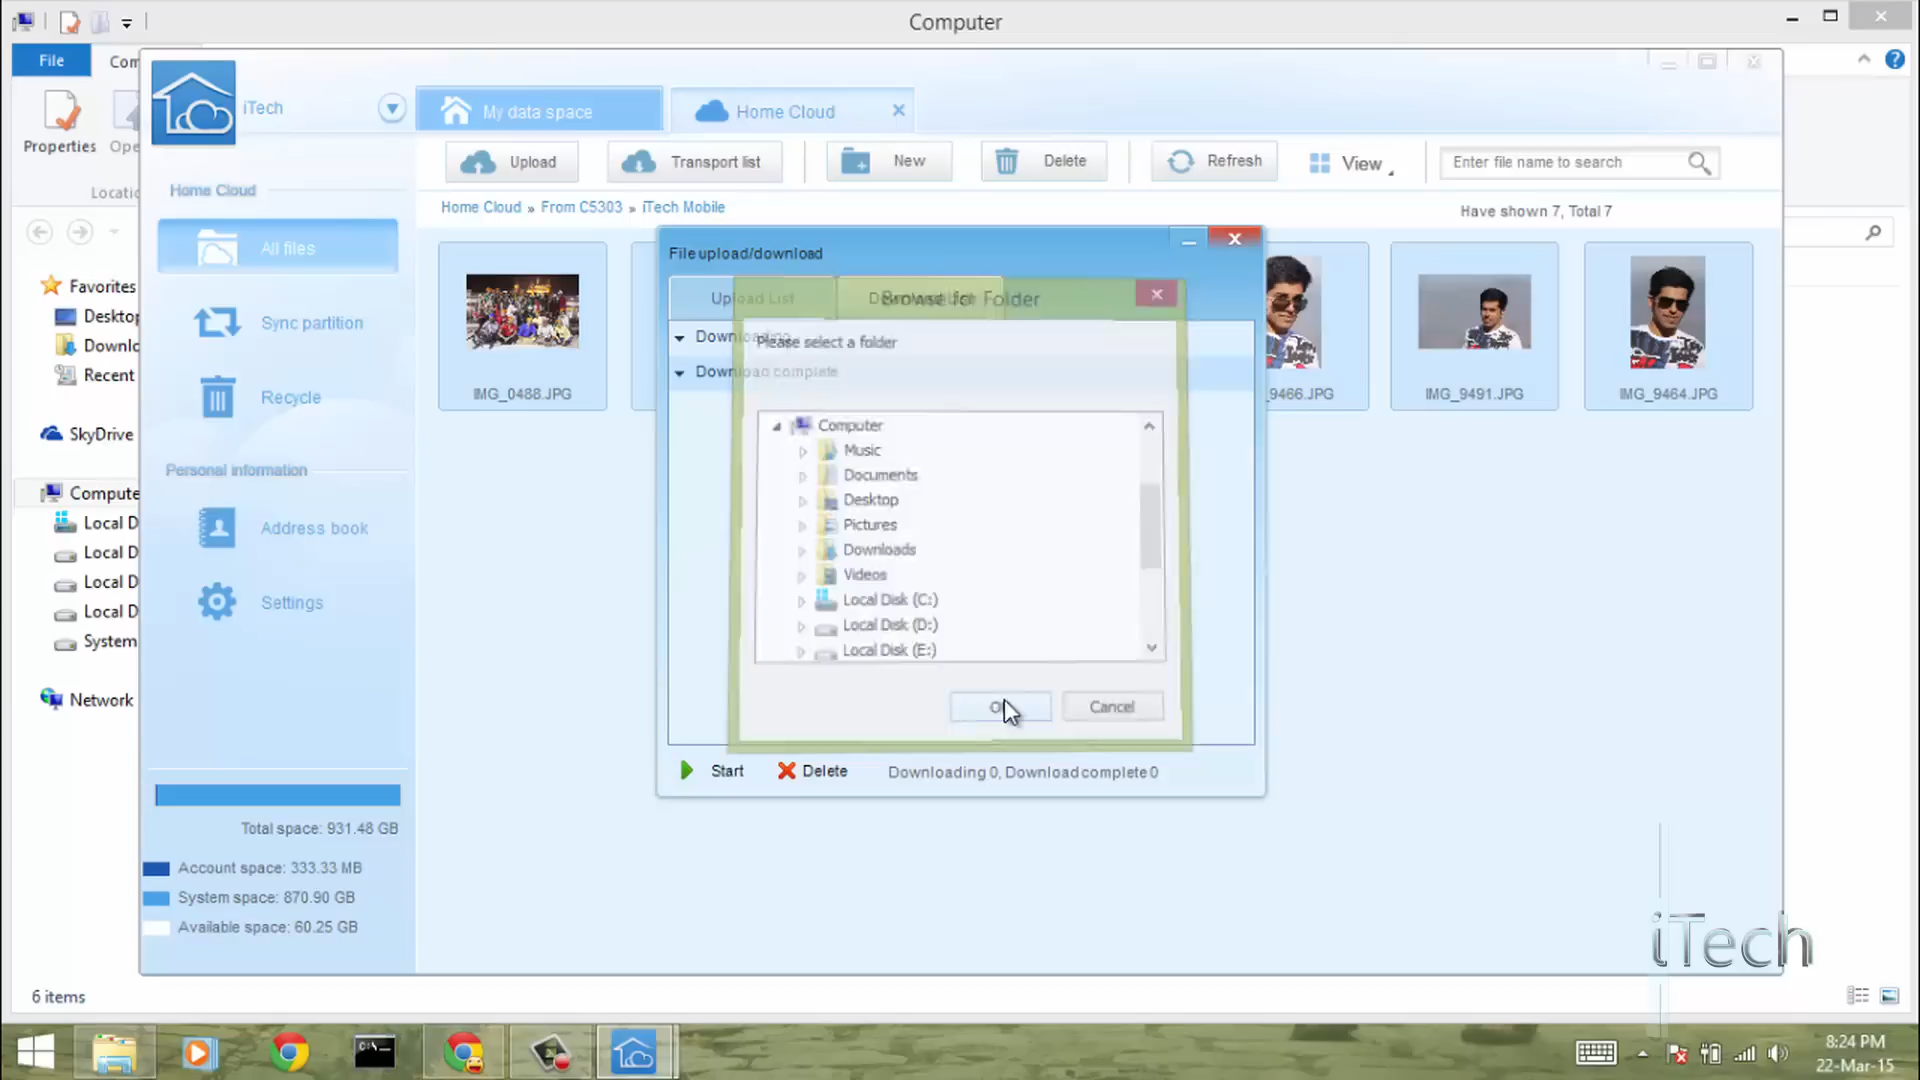 Computer
File
Com
Properties
Ope
Locatio
iTech
My data space
Home Cloud
Upload
Transport list
New
Delete
Refresh
View
Enter file name to search
Home Cloud
Home Cloud » From C5303 » iTech Mobile
Have shown 7, Total 7
All files
Sync partition
Recycle
Personal information
Address book
Settings
Total space: 931.48 GB
Account space: 333.33 MB
System space: 870.90 GB
Available space: 60.25 GB
Favorites
Desktop
Downlo
Recent
SkyDrive
Compute
Local D
Local D
Local D
Local D
System
Network
6 items
IMG_0488.JPG
_9466.JPG
IMG_9491.JPG
IMG_9464.JPG
File upload/download
Upload List
Browse for Folder
Please select a folder
Download complete
Computer
Music
Documents
Desktop
Pictures
Downloads
Videos
Local Disk (C:)
Local Disk (D:)
Local Disk (E:)
Cancel
Start
Delete
Downloading 0, Download complete 0
iTech
8:24 PM
22-Mar-15